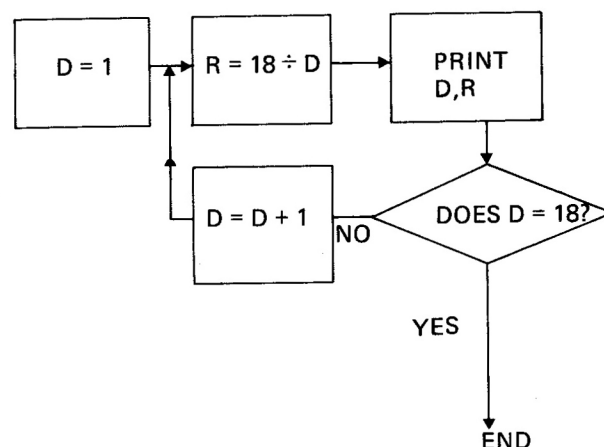 D = 1
R = 18 ÷ D
PRINT
D,R
D = D + 1
NO
DOES D = 18?
YES
END